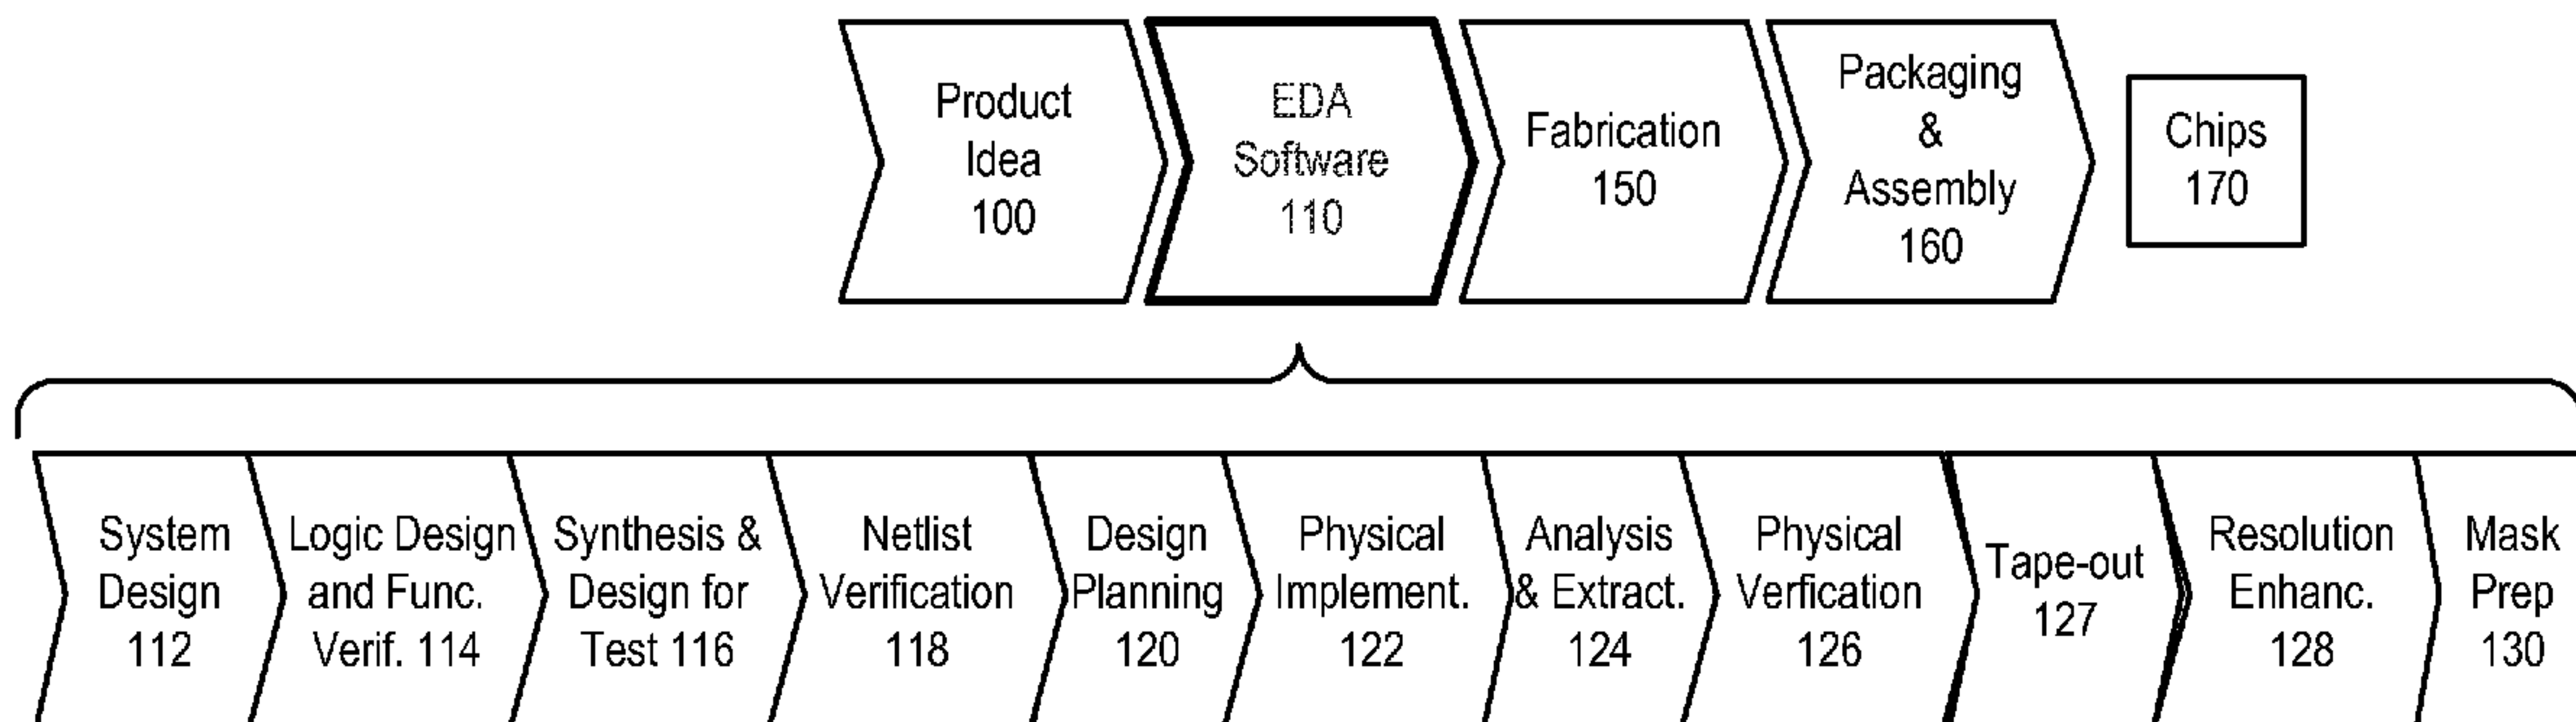 Product
Idea
100
EDA
Software
110
Fabrication
150
Packaging
&
Assembly
160
Chips
170
System
Design
112
Logic Design
and Func.
Verif. 114
Synthesis &
Design for
Test 116
Netlist
Verification
118
Design
Planning
120
Physical
Implement.
122
Analysis
& Extract.
124
Physical
Verfication
126
Tape-out
127
Resolution
Enhanc.
128
Mask
Prep
130